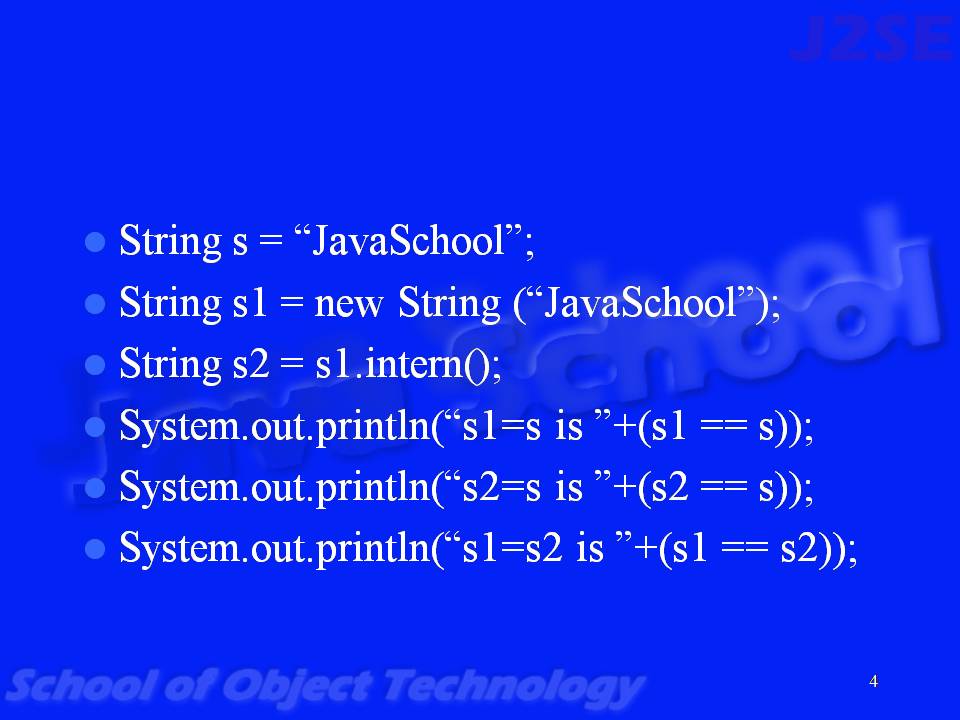 J2SE
String s = “JavaSchool”;
String s1 = new String (“JavaSchool”);
String s2 = s1.intern();
System.out.println(“s1=s is ”+(s1 == s));
System.out.println(“s2=s is ”+(s2 == s));
System.out.println(“s1=s2 is ”+(s1 == s2));
Java School
School of Object Technology
4